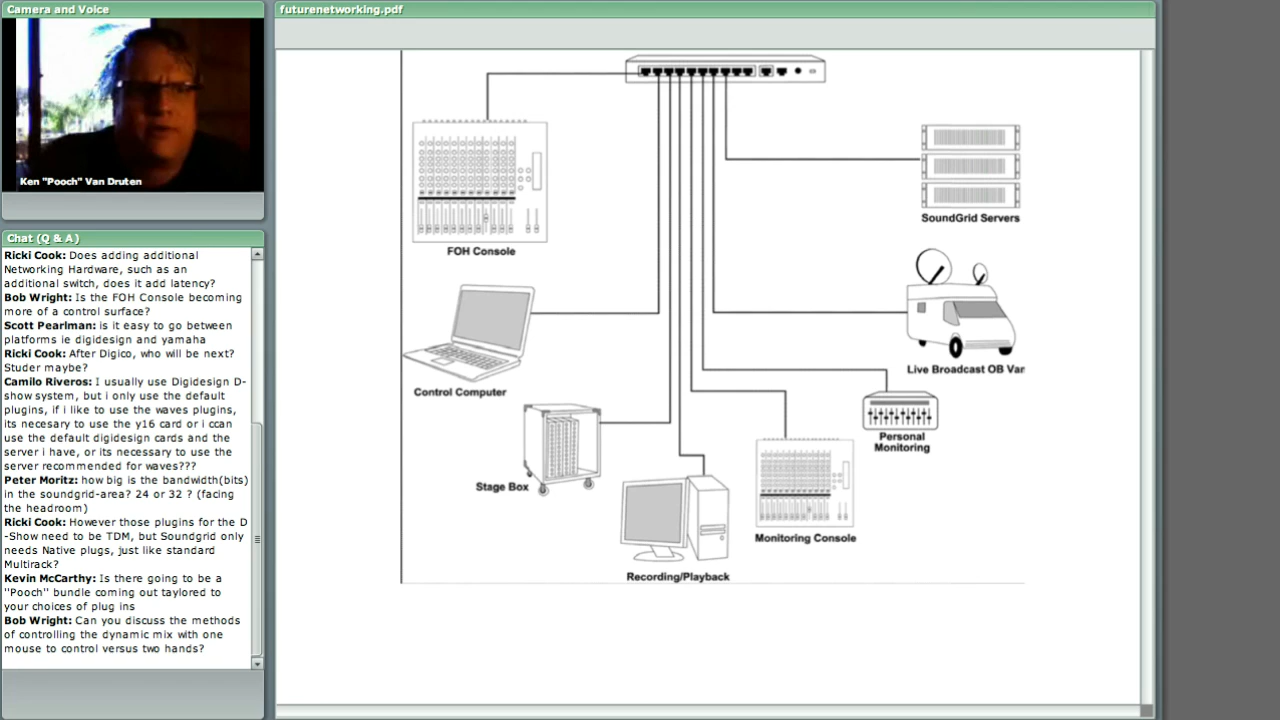 Camera and Voice
Ken "Pooch" Van Druten
Chat (Q & A)
Ricki Cook: Does adding additional
Networking Hardware, such as an
additional switch, does it add latency?
Bob Wright: Is the FOH Console becoming
more of a control surface?
Scott Pearlman: is it easy to go between
platforms ie digidesign and yamaha
Ricki Cook: After Digico, who will be next?
Studer maybe?
Camilo Riveros: I usually use Digidesign D-
show system, but i only use the default
plugins, if i like to use the waves plugins,
its necesary to use the y16 card or i ccan
use the default digidesign cards and the
server i have, or its necessary to use the
server recommended for waves???
Peter Moritz: how big is the bandwidth(bits)
in the soundgrid-area? 24 or 32 ? (facing
the headroom)
Ricki Cook: However those plugins for the D
-Show need to be TDM, but Soundgrid only
needs Native plugs, just like standard
Multirack?
Kevin McCarthy: Is there going to be a
"Pooch" bundle coming out taylored to
your choices of plug ins
Bob Wright: Can you discuss the methods
of controlling the dynamic mix with one
mouse to control versus two hands?
futurenetworking.pdf
FOH Console
SoundGrid Servers
Control Computer
Live Broadcast OB Van
Stage Box
Personal
Monitoring
Monitoring Console
Recording/Playback